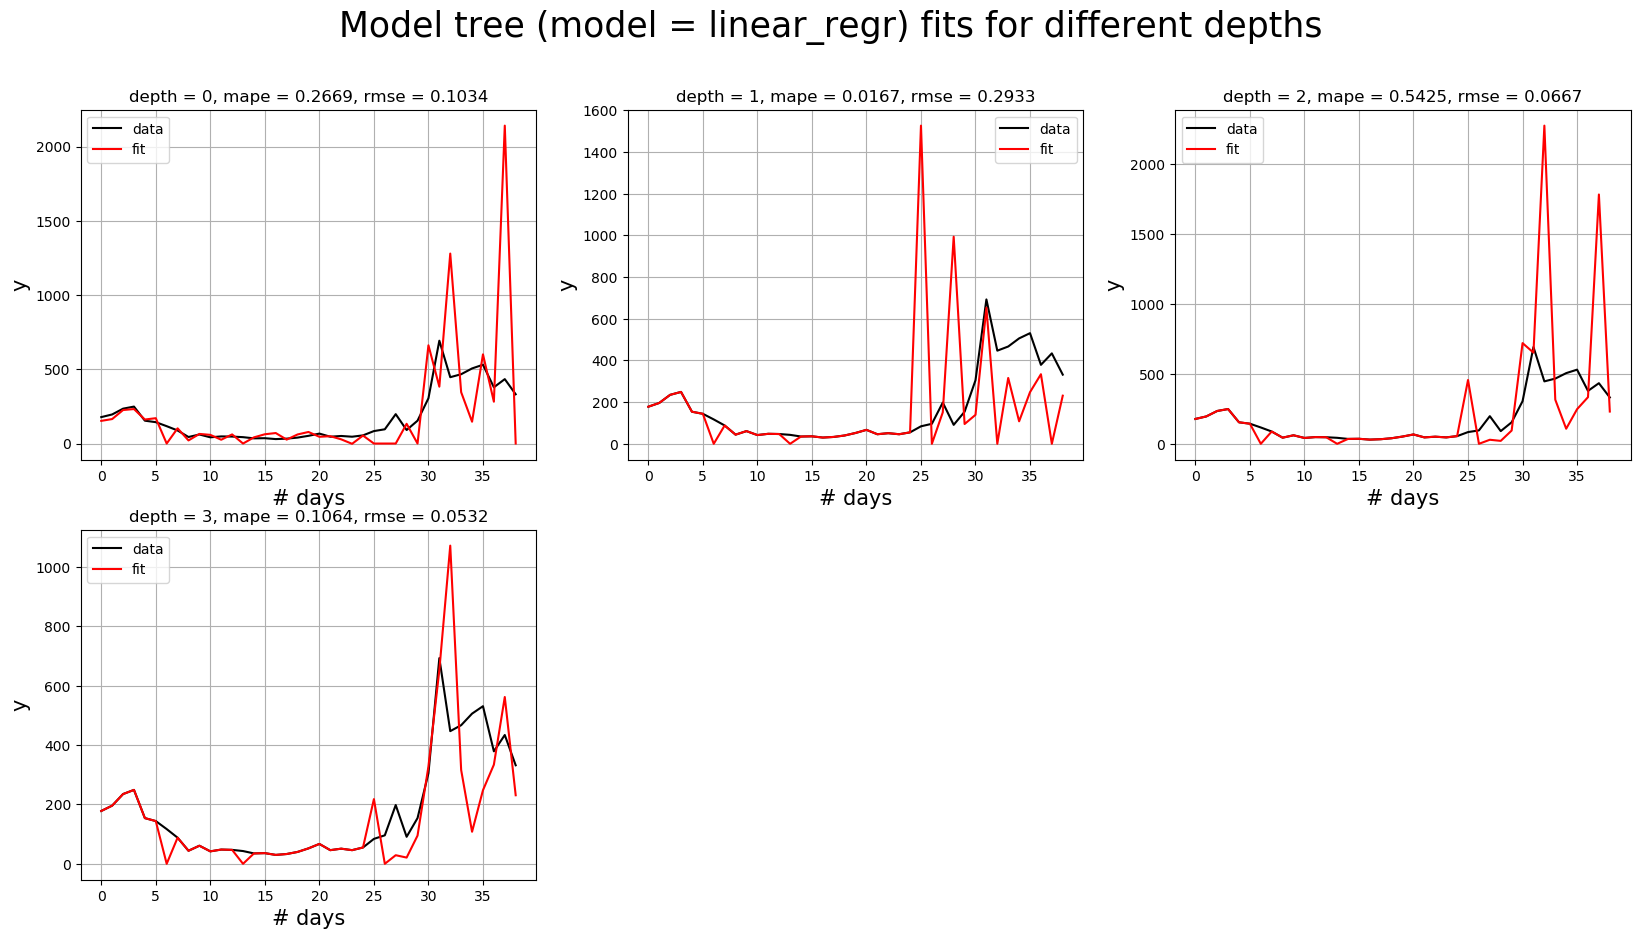 Model tree (model = linear_regr) fits for different depths
depth = 0, mape = 0.2669, rmse = 0.1034
data
fit
2000
1500
1000
500
0
y
0 5 10 15 20 25 30 35
# days
depth = 1, mape = 0.0167, rmse = 0.2933
data
fit
1600
1400
1200
1000
800
600
400
200
0
y
0 5 10 15 20 25 30 35
# days
depth = 2, mape = 0.5425, rmse = 0.0667
data
fit
2000
1500
1000
500
0
y
0 5 10 15 20 25 30 35
# days
depth = 3, mape = 0.1064, rmse = 0.0532
data
fit
1000
800
600
400
200
0
y
0 5 10 15 20 25 30 35
# days